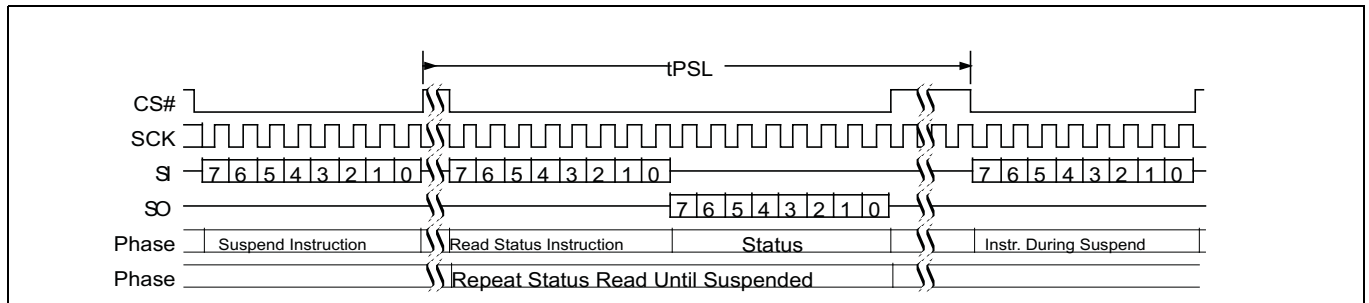 tPSL
CS#
SCK
SI 7 6 5 4 3 2 1 0 7 6 5 4 3 2 1 0 7 6 5 4 3 2 1 0
SO 7 6 5 4 3 2 1 0
Phase Suspend Instruction Read Status Instruction Status Instr. During Suspend
Phase Repeat Status Read Until Suspended